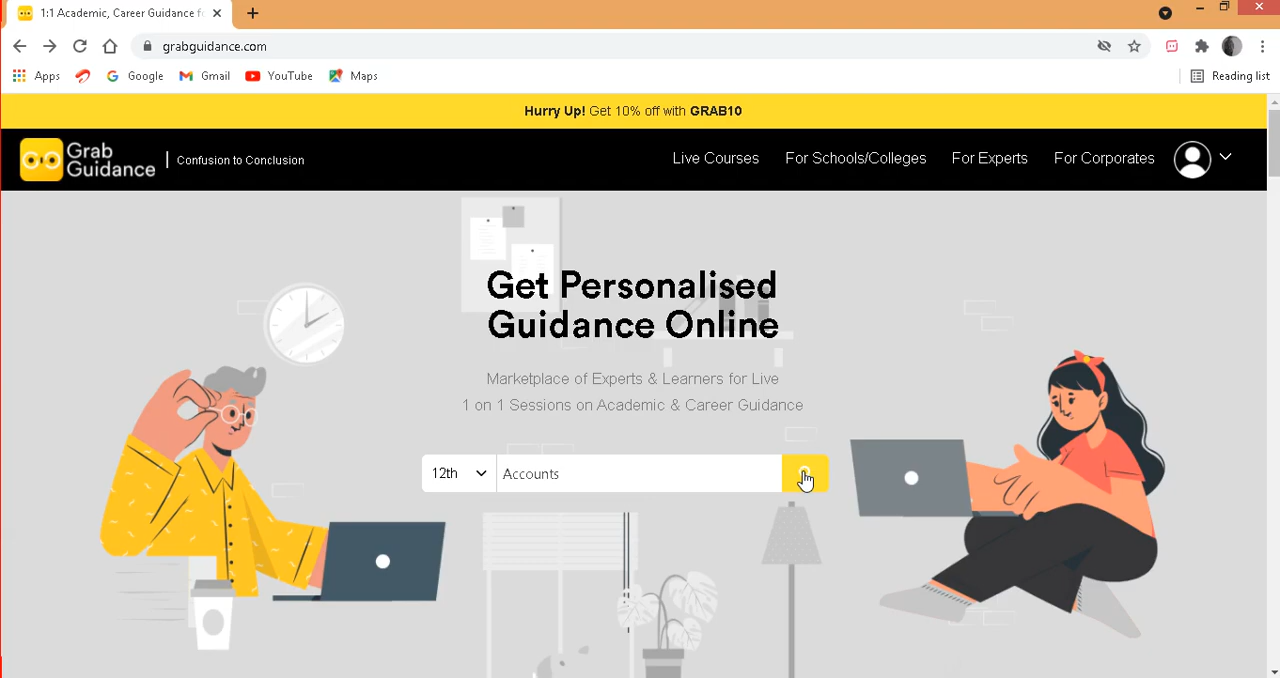 1:1 Academic, Career Guidance fo
grabguidance.com
Apps Google Gmail YouTube Maps Reading list
Hurry Up! Get 10% off with GRAB10
Grab Guidance | Confusion to Conclusion
Live Courses For Schools/Colleges For Experts For Corporates
Get Personalised
Guidance Online
Marketplace of Experts & Learners for Live
1 on 1 Sessions on Academic & Career Guidance
12th Accounts